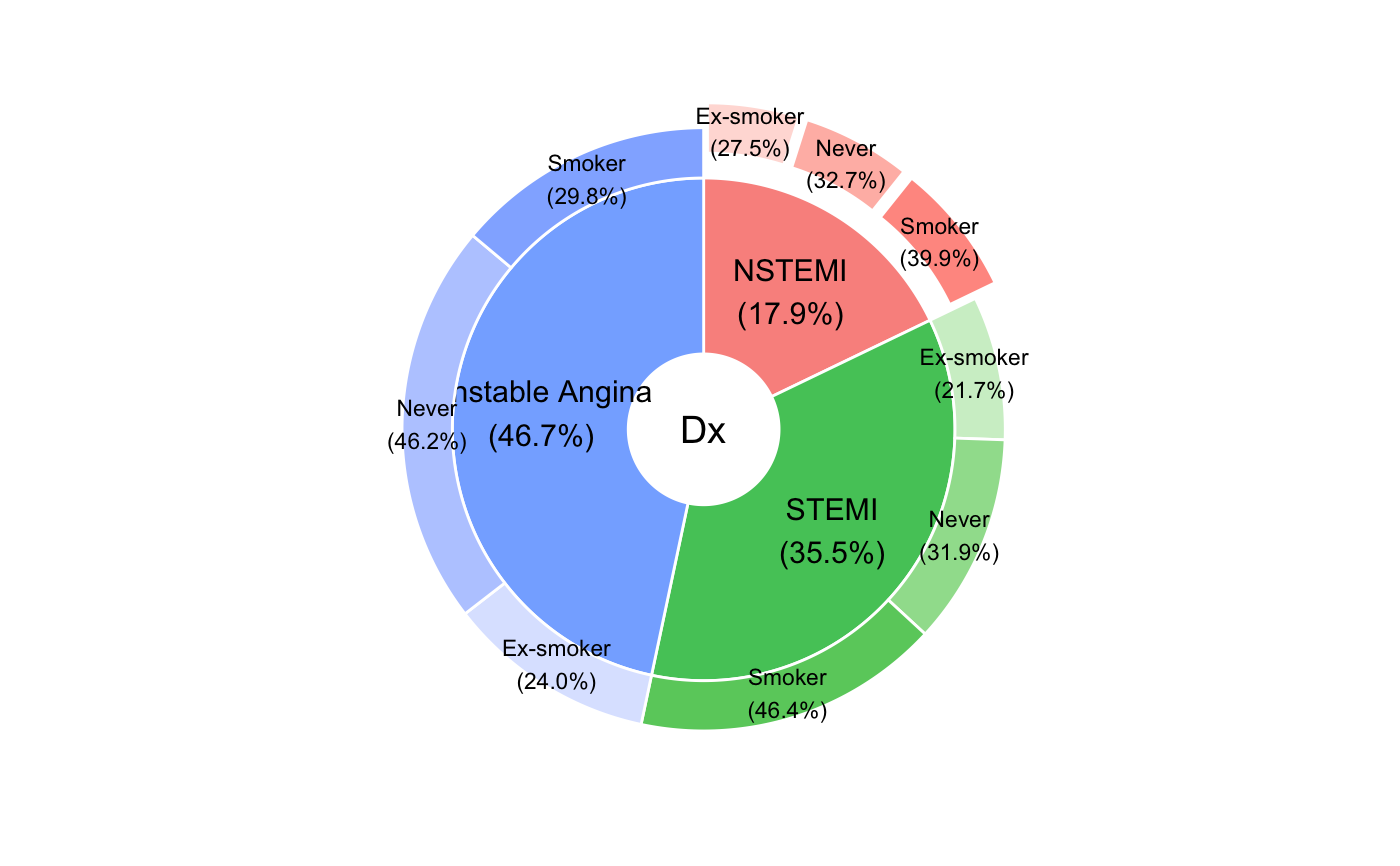 Ex-smoker
(27.5%)
Never
(32.7%)
Smoker
(39.9%)
NSTEMI
(17.9%)
Smoker
(29.8%)
Ex-smoker
(21.7%)
nstable Angina
(46.7%)
Never
(46.2%)
Dx
STEMI
(35.5%)
Never
(31.9%)
Ex-smoker
(24.0%)
Smoker
(46.4%)